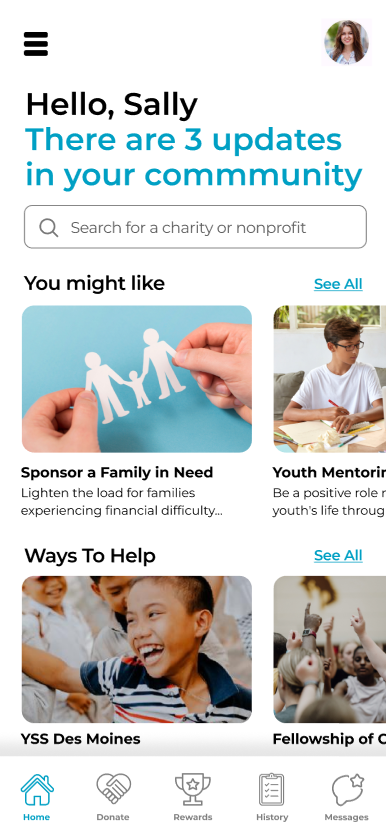 Hello, Sally
There are 3 updates
in your commmunity
Search for a charity or nonprofit
You might like
See All
Sponsor a Family in Need
Lighten the load for families
experiencing financial difficulty...
Youth Mentorin
Be a positive role
youth's life throug
Ways To Help
See All
YSS Des Moines
Fellowship of
Home
Donate
Rewards
History
Messages